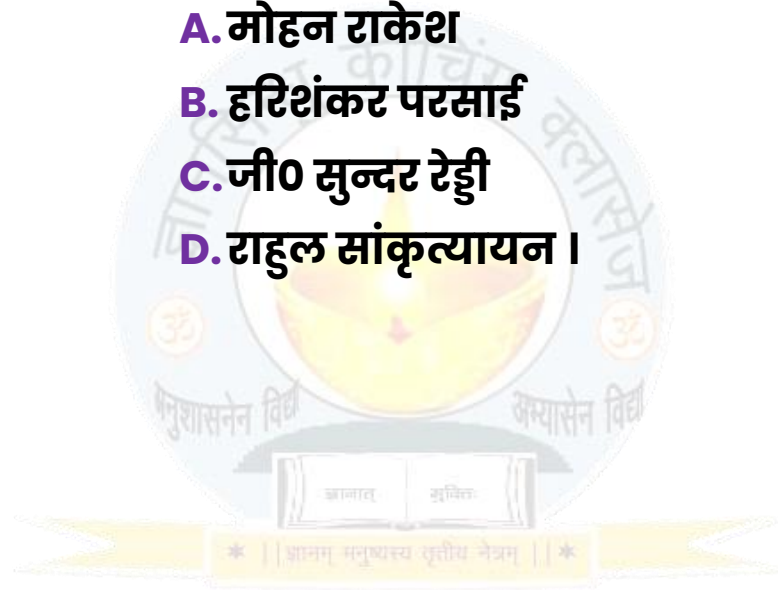 A. मोहन राकेश
B. हरिशंकर परसाई
C. जी0 सुन्दर रेड्डी
D. राहुल सांकृत्यायन ।
कोचिंग क्लासेज
ॐ ॐ
अनुशासनेन विद्या अभ्यासेन विद्या
ज्ञानात् मुक्तिः
* ||ज्ञानम् मनुष्यस्य तृतीय नेत्रम् || *